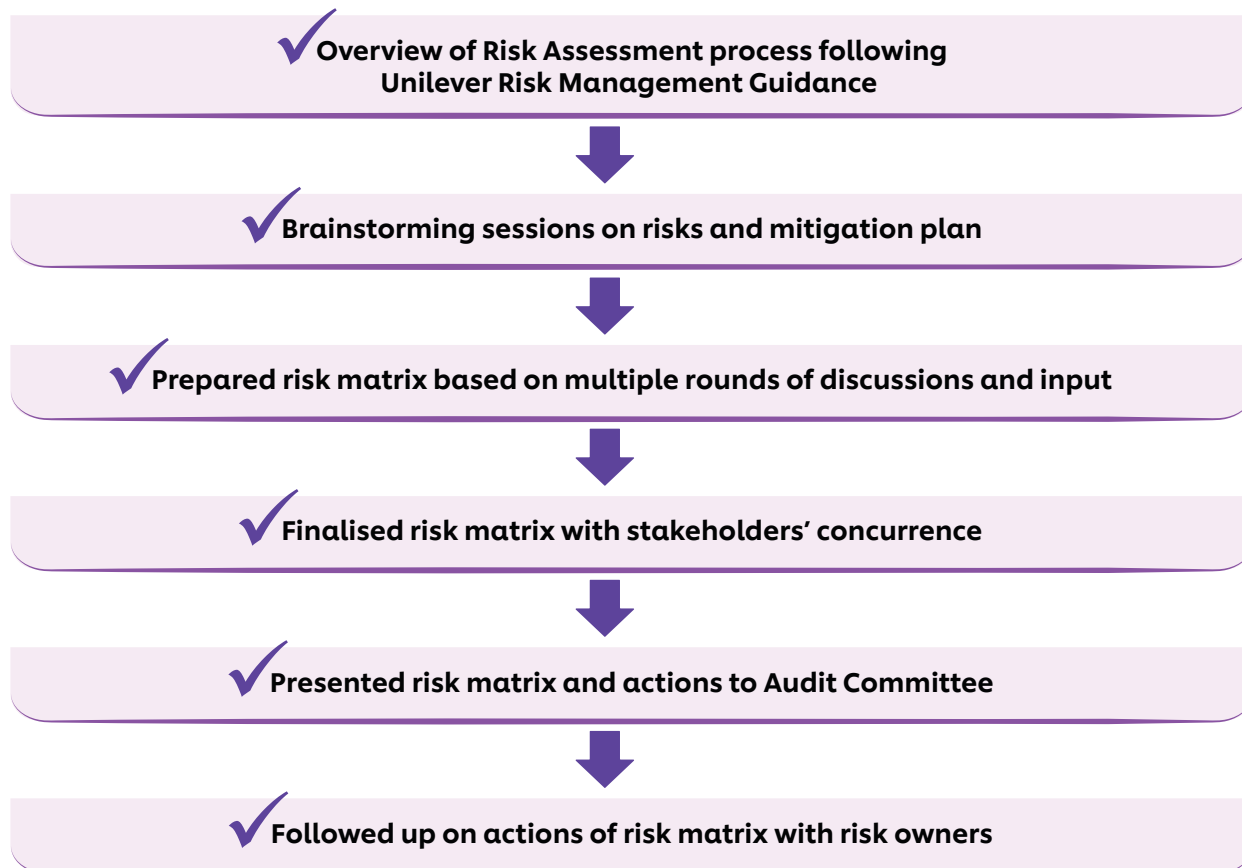 Overview of Risk Assessment process following
Unilever Risk Management Guidance
Brainstorming sessions on risks and mitigation plan
Prepared risk matrix based on multiple rounds of discussions and input
Finalised risk matrix with stakeholders’ concurrence
Presented risk matrix and actions to Audit Committee
Followed up on actions of risk matrix with risk owners